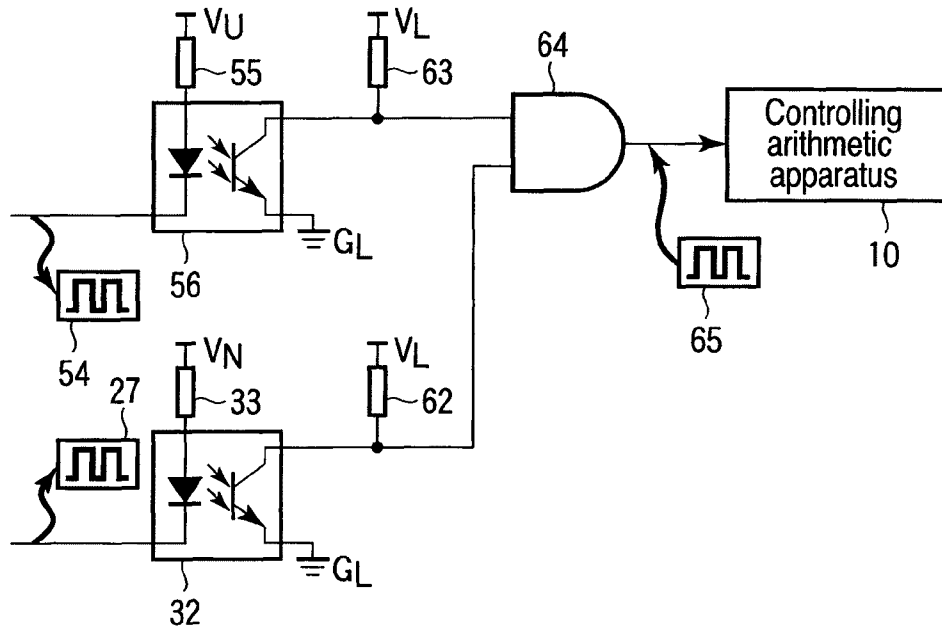 VU
VL
55
63
64
Controlling
arithmetic
apparatus
GL
56
54
10
65
VN
VL
27
33
62
GL
32